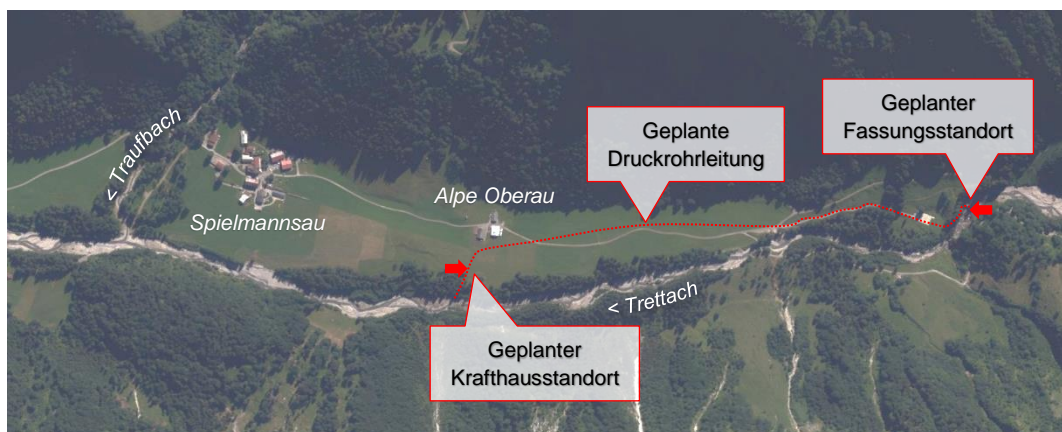 Geplanter
Fassungsstandort
Geplante
Druckrohrleitung
< Traufbach
Alpe Oberau
Spielmannsau
< Trettach
Geplanter
Krafthausstandort